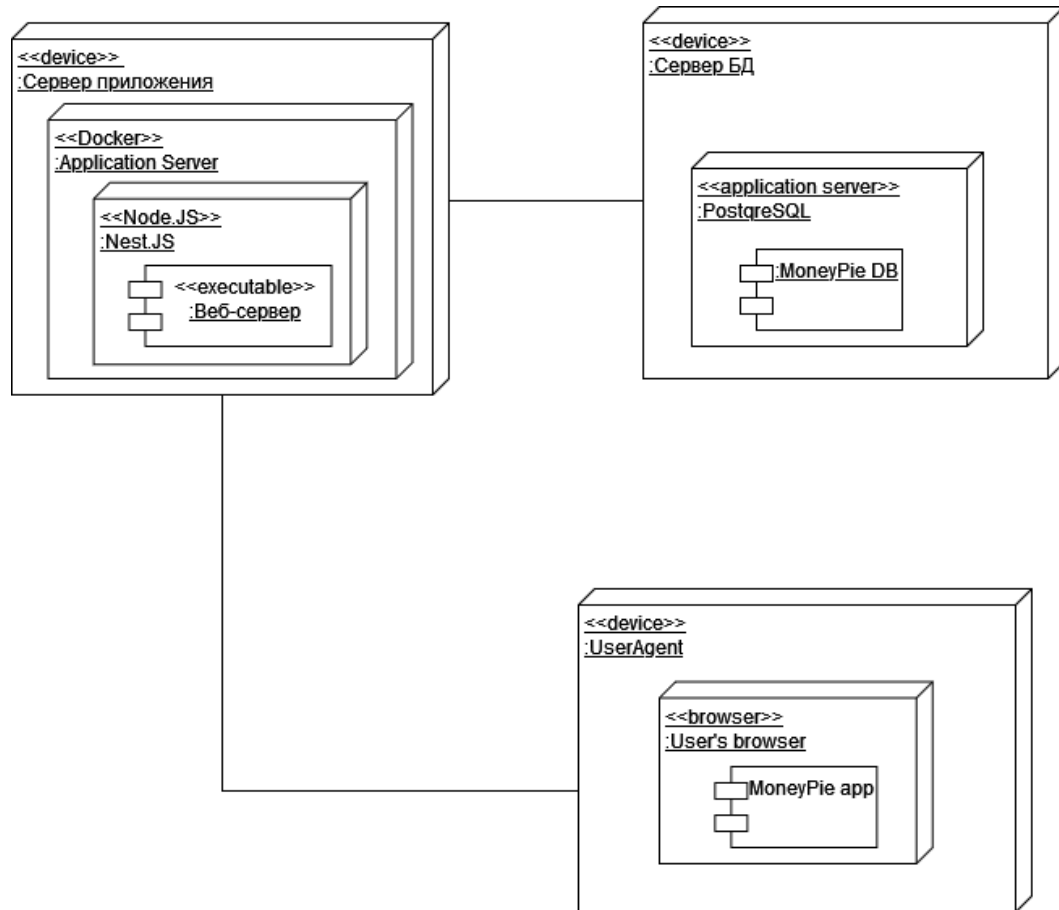 <<device>>
:Сервер приложения
<<Docker>>
:Application Server
<<Node.JS>>
:Nest.JS
<<executable>>
:Веб-сервер
<<device>>
:Сервер БД
<<application server>>
:PostgreSQL
:MoneyPie DB
<<device>>
:UserAgent
<<browser>>
:User's browser
MoneyPie app